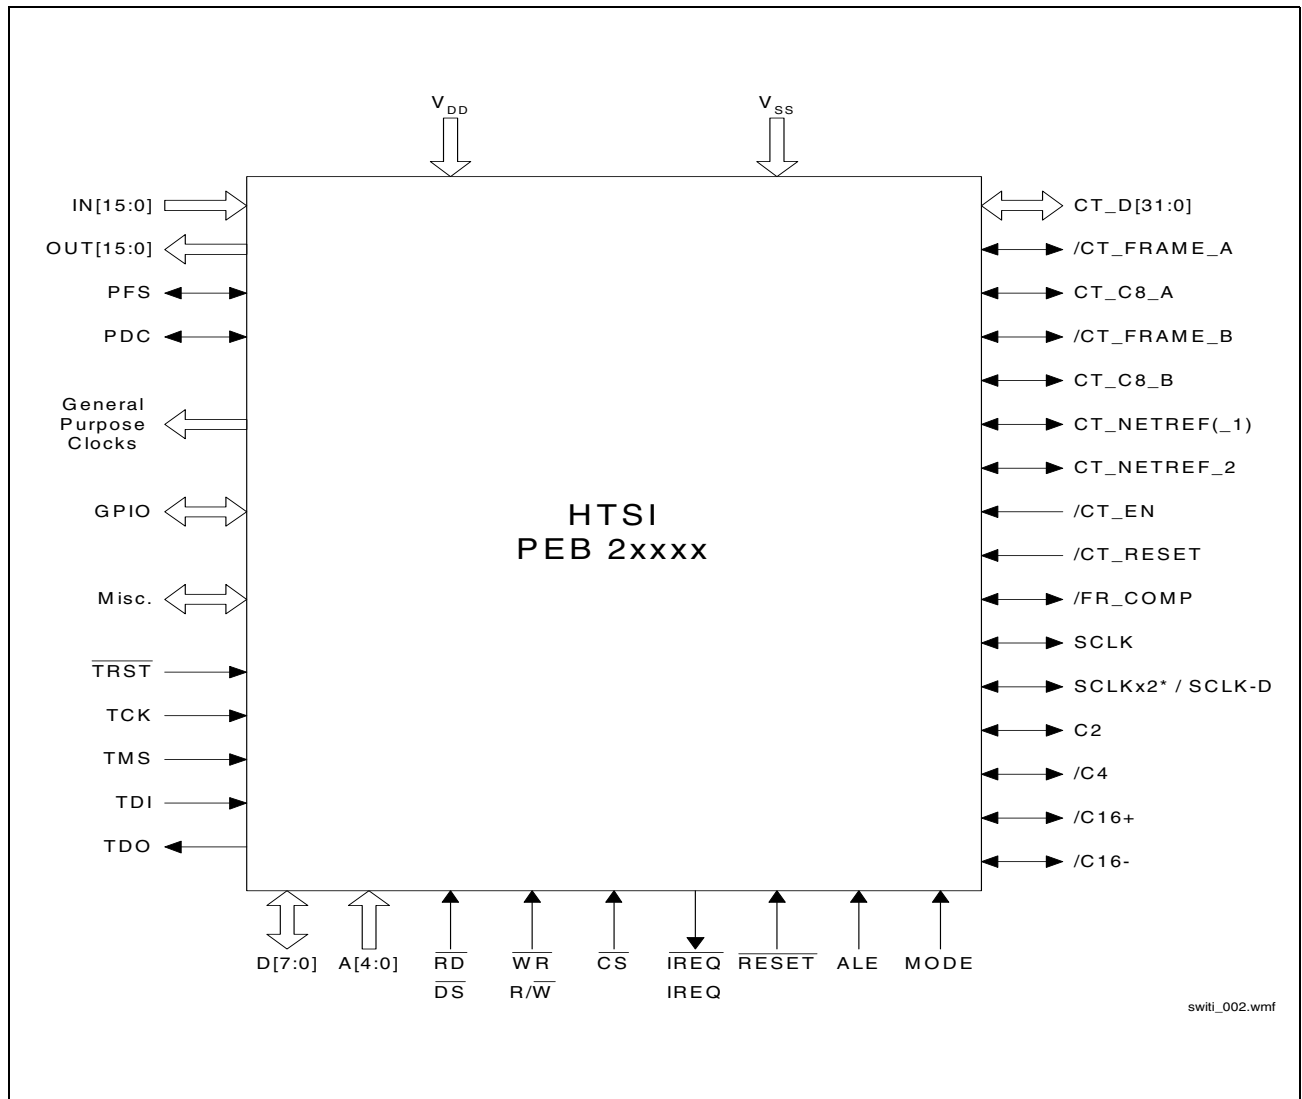 VDD
VSS
IN[15:0]
OUT[15:0]
PFS
PDC
General
Purpose
Clocks
GPIO
Misc.
TRST
TCK
TMS
TDI
TDO
HTSI
PEB 2xxxx
CT_D[31:0]
/CT_FRAME_A
CT_C8_A
/CT_FRAME_B
CT_C8_B
CT_NETREF(_1)
CT_NETREF_2
/CT_EN
/CT_RESET
/FR_COMP
SCLK
SCLKx2* / SCLK-D
C2
/C4
/C16+
/C16-
D[7:0] A[4:0] RD WR CS IREQ RESET ALE MODE
DS R/W IREQ
switi_002.wmf